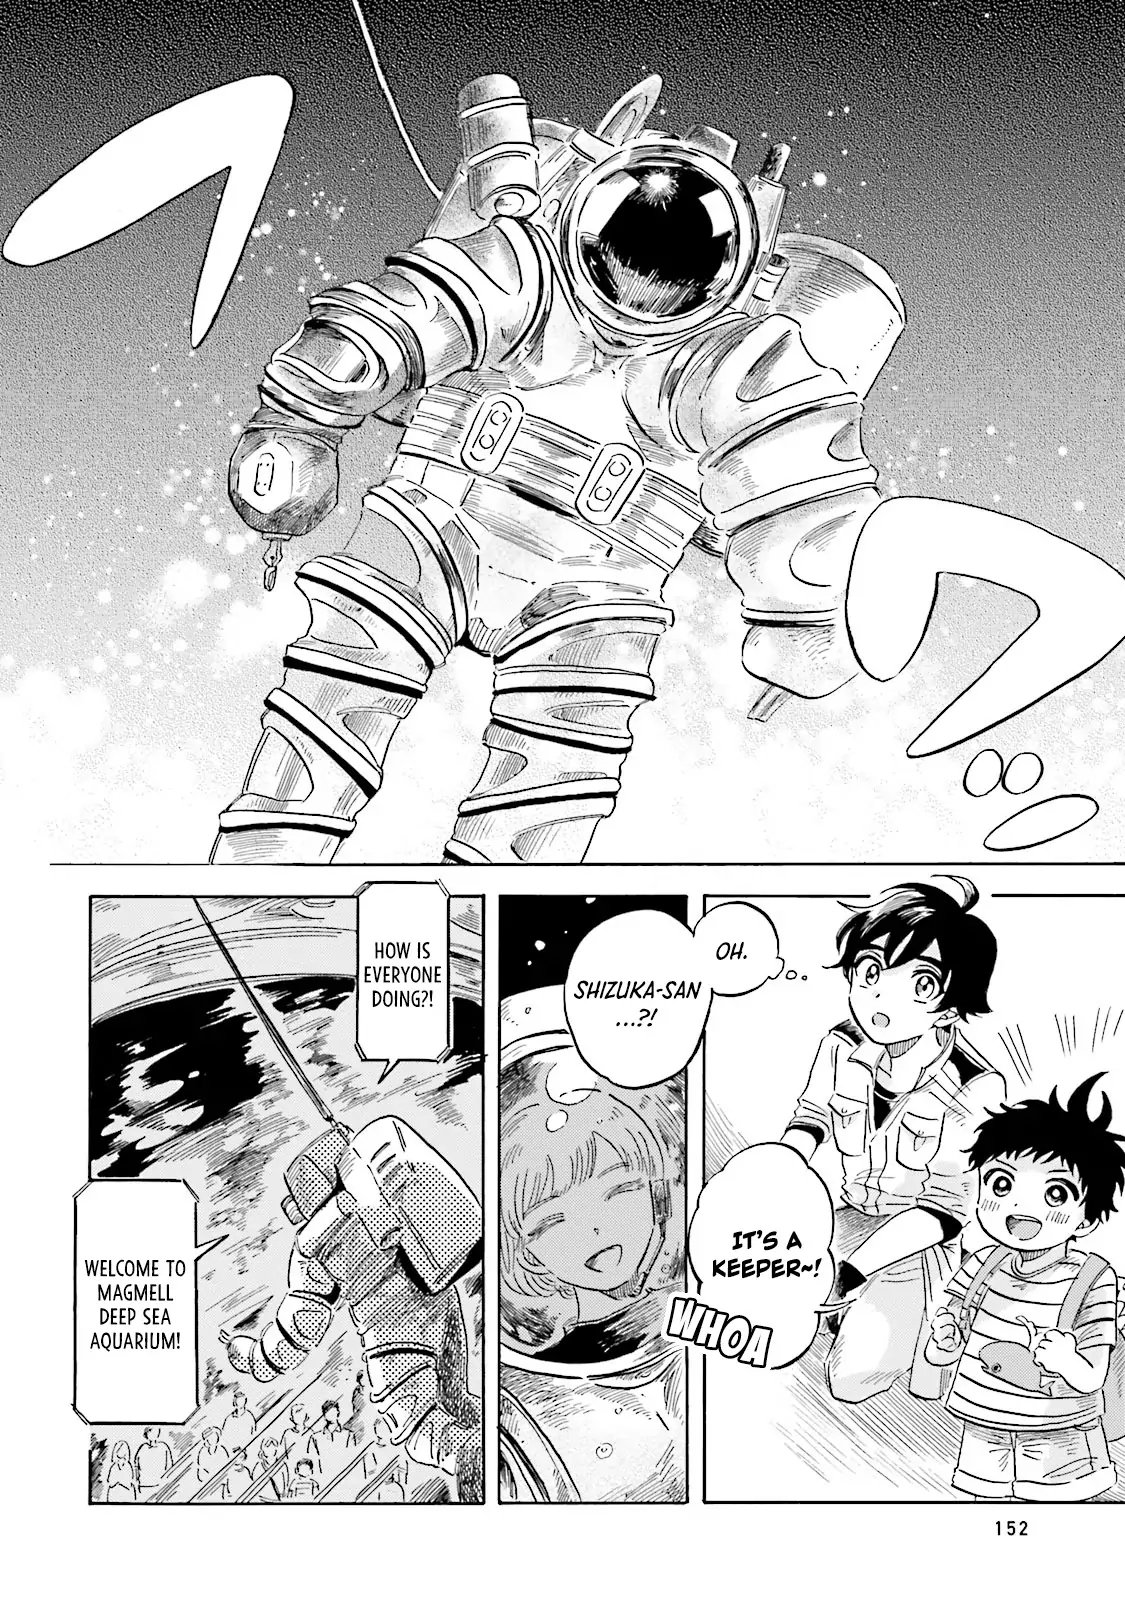 OH.
SHIZUKA-SAN
...?!
IT'S A
KEEPER~!
WHOA
HOW IS
EVERYONE
DOING?!
WELCOME TO
MAGMELL
DEEP SEA
AQUARIUM!
152